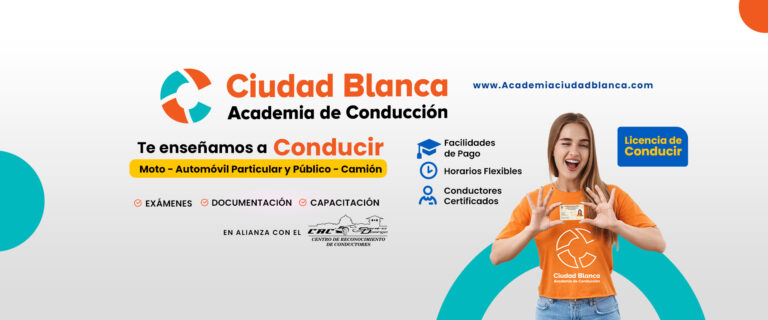 Ciudad Blanca
Academia de Conducción
www.Academiaciudadblanca.com
Te enseñamos a Conducir
Moto - Automóvil Particular y Público - Camión
EXÁMENES
DOCUMENTACIÓN
CAPACITACIÓN
EN ALIANZA CON EL
CRC
CENTRO DE RECONOCIMIENTO
DE CONDUCTORES
Facilidades
de Pago
Horarios Flexibles
Conductores
Certificados
Licencia de
Conducir
Ciudad Blanca
Academia de Conducción